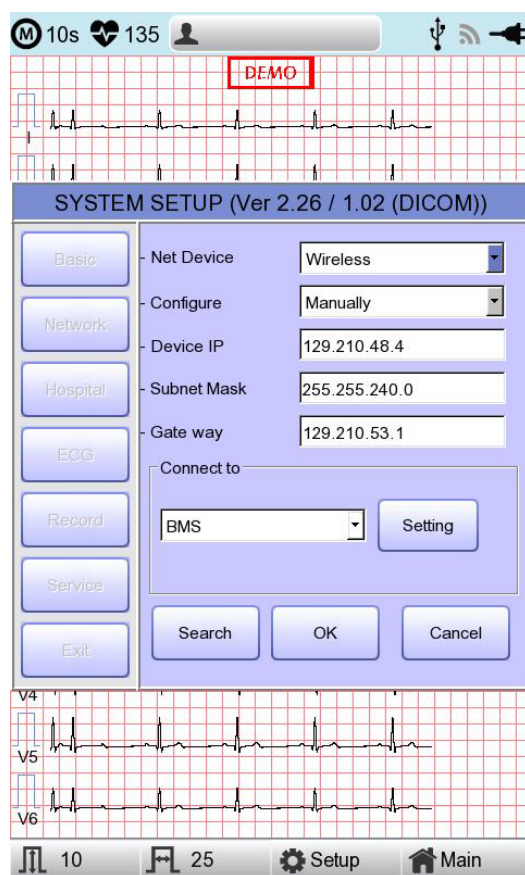 M 10s 135
DEMO
I
SYSTEM SETUP (Ver 2.26 / 1.02 (DICOM))
Basic
Network
Hospital
ECG
Record
Service
Exit
- Net Device Wireless
- Configure Manually
- Device IP 129.210.48.4
- Subnet Mask 255.255.240.0
- Gate way 129.210.53.1
Connect to
BMS Setting
Search OK Cancel
V4
V5
V6
10 25 Setup Main